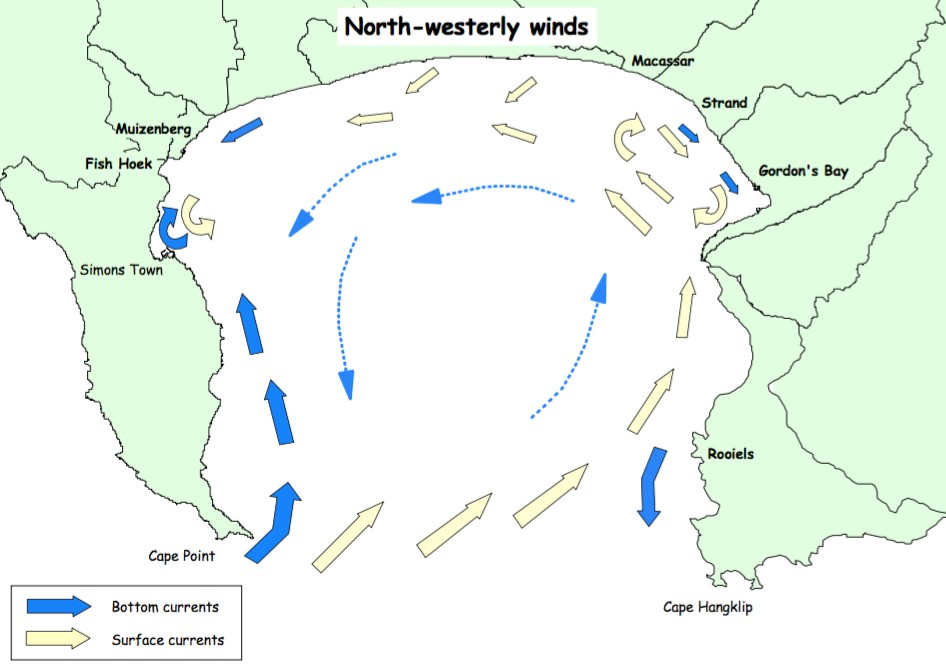 North-westerly winds
Macassar
Strand
Muizenberg
Fish Hoek
Gordon's Bay
Simons Town
Rooiels
Cape Point
Cape Hangklip
Bottom currents
Surface currents